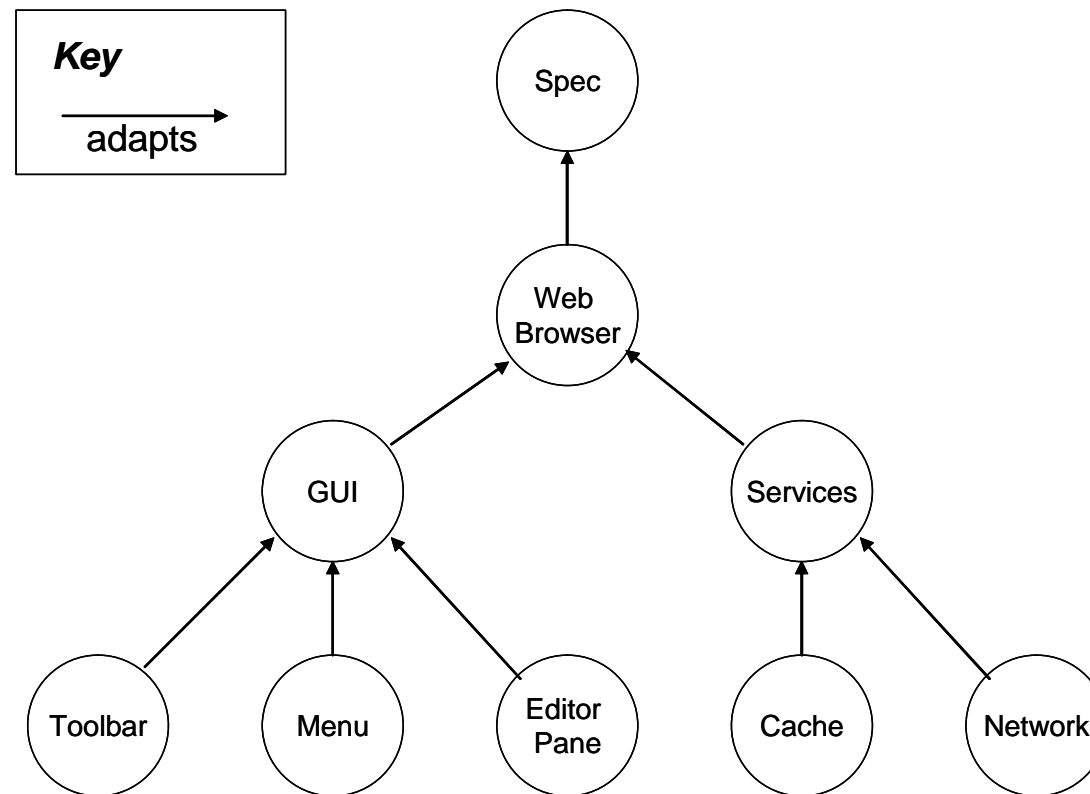 Key
adapts
Spec
Web
Browser
GUI
Services
Toolbar
Menu
Editor
Pane
Cache
Network